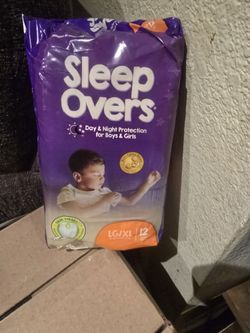 Sleep
Overs
Day & Night Protection
for Boys & Girls
LG/XL
12